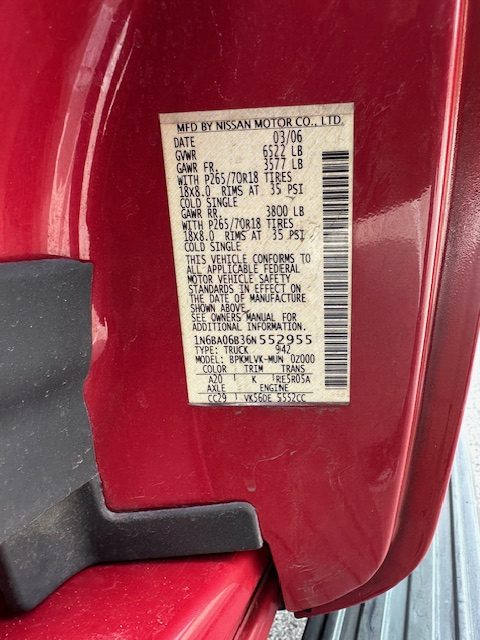 MFD BY NISSAN MOTOR CO., LTD.
DATE 03/06
GVWR 6522 LB
GAWR FR. 3577 LB
WITH P265/70R18 TIRES
18X8.0 RIMS AT 35 PSI
COLD SINGLE
GAWR RR. 3800 LB
WITH P265/70R18 TIRES
18X8.0 RIMS AT 35 PSI
COLD SINGLE
THIS VEHICLE CONFORMS TO
ALL APPLICABLE FEDERAL
MOTOR VEHICLE SAFETY
STANDARDS IN EFFECT ON
THE DATE OF MANUFACTURE
SHOWN ABOVE.
SEE OWNERS MANUAL FOR
ADDITIONAL INFORMATION.
1N6BA06B36N552955
TYPE: TRUCK 942
MODEL: BPKMLVK-MUN 0Z000
COLOR TRIM TRANS
A20 K RE5R05A
AXLE ENGINE
CC29 VK56DE 5552CC